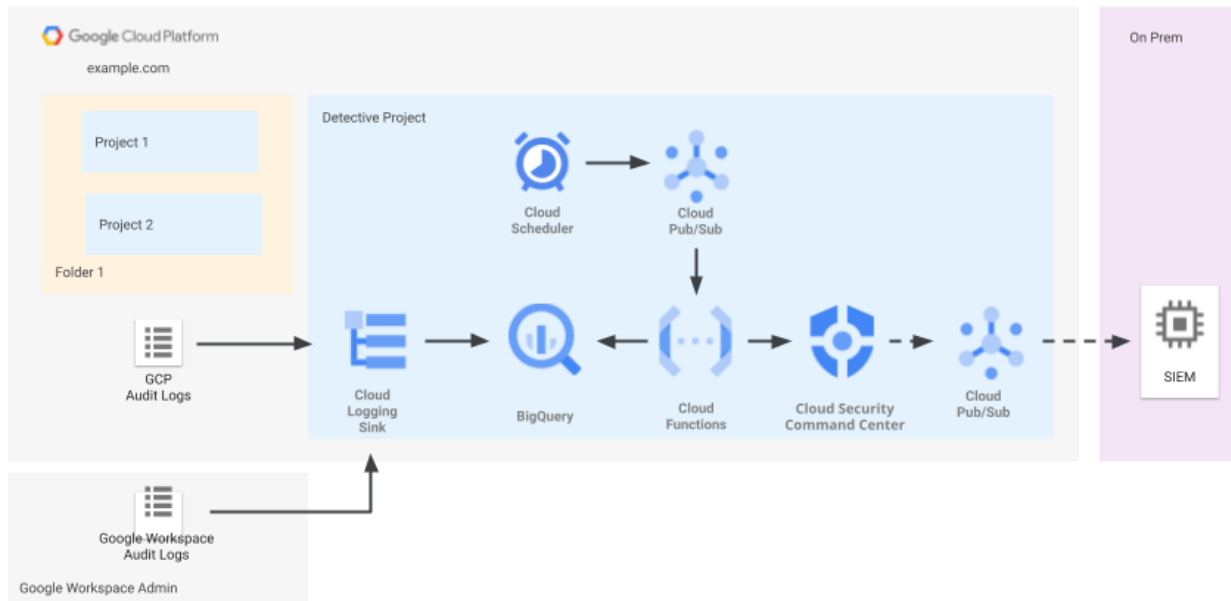 Google Cloud Platform
On Prem
example.com
Detective Project
Project 1
Project 2
Folder 1
Cloud
Scheduler
Cloud
Pub/Sub
GCP
Audit Logs
Cloud
Logging
Sink
BigQuery
Cloud
Functions
Cloud Security
Command Center
Cloud
Pub/Sub
SIEM
Google Workspace
Audit Logs
Google Workspace Admin